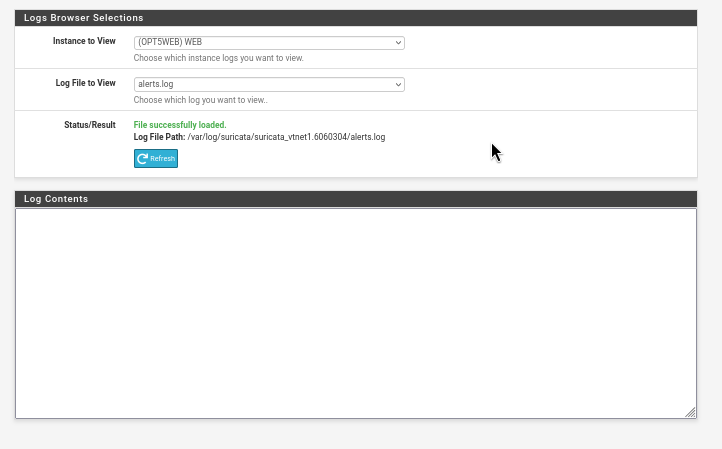 Logs Browser Selections
Instance to View
(OPT5WEB) WEB
Choose which instance logs you want to view.
Log File to View
alerts.log
Choose which log you want to view..
Status/Result
File successfully loaded.
Log File Path: /var/log/suricata/suricata_vtnet1.6060304/alerts.log
Refresh
Log Contents